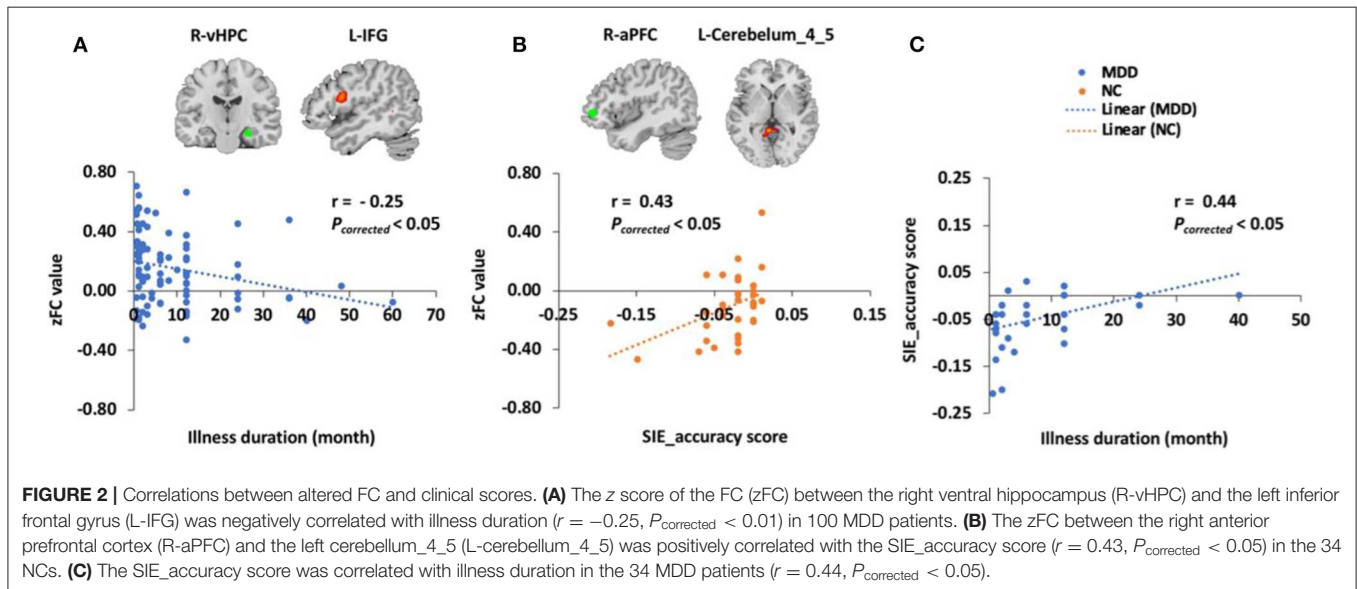 A
R-vHPC L-IFG
0.80
0.40
0.00
-0.40
-0.80
zFC value
0 10 20 30 40 50 60 70
r = - 0.25
Pcorrected < 0.05
Illness duration (month)
B
R-aPFC L-Cerebelum_4_5
0.80
0.40
0.00
-0.40
-0.80
zFC value
-0.25 -0.15 -0.05 0.05 0.15
r = 0.43
Pcorrected < 0.05
SIE_accuracy score
C
MDD
NC
Linear (MDD)
Linear (NC)
0.25
0.15
0.05
-0.05
-0.15
-0.25
SIE_accuracy score
0 10 20 30 40 50
r = 0.44
Pcorrected < 0.05
Illness duration (month)
FIGURE 2 | Correlations between altered FC and clinical scores. (A) The z score of the FC (zFC) between the right ventral hippocampus (R-vHPC) and the left inferior
frontal gyrus (L-IFG) was negatively correlated with illness duration (r = −0.25, Pcorrected < 0.01) in 100 MDD patients. (B) The zFC between the right anterior
prefrontal cortex (R-aPFC) and the left cerebellum_4_5 (L-cerebellum_4_5) was positively correlated with the SIE_accuracy score (r = 0.43, Pcorrected < 0.05) in the 34
NCs. (C) The SIE_accuracy score was correlated with illness duration in the 34 MDD patients (r = 0.44, Pcorrected < 0.05).